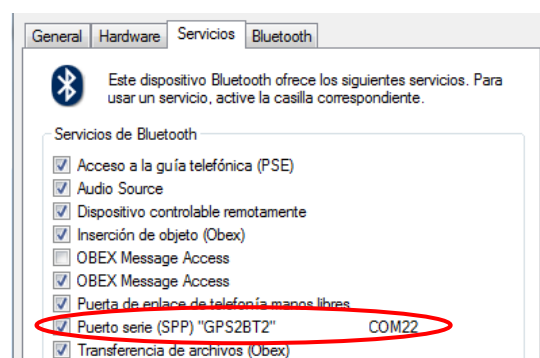 General Hardware Servicios Bluetooth
Este dispositivo Bluetooth ofrece los siguientes servicios. Para
usar un servicio, active la casilla correspondiente.
Servicios de Bluetooth
Acceso a la guía telefónica (PSE)
Audio Source
Dispositivo controlable remotamente
Inserción de objeto (Obex)
OBEX Message Access
OBEX Message Access
Puerta de enlace de telefonía manos libres
Puerto serie (SPP) "GPS2BT2" COM22
Transferencia de archivos (Obex)